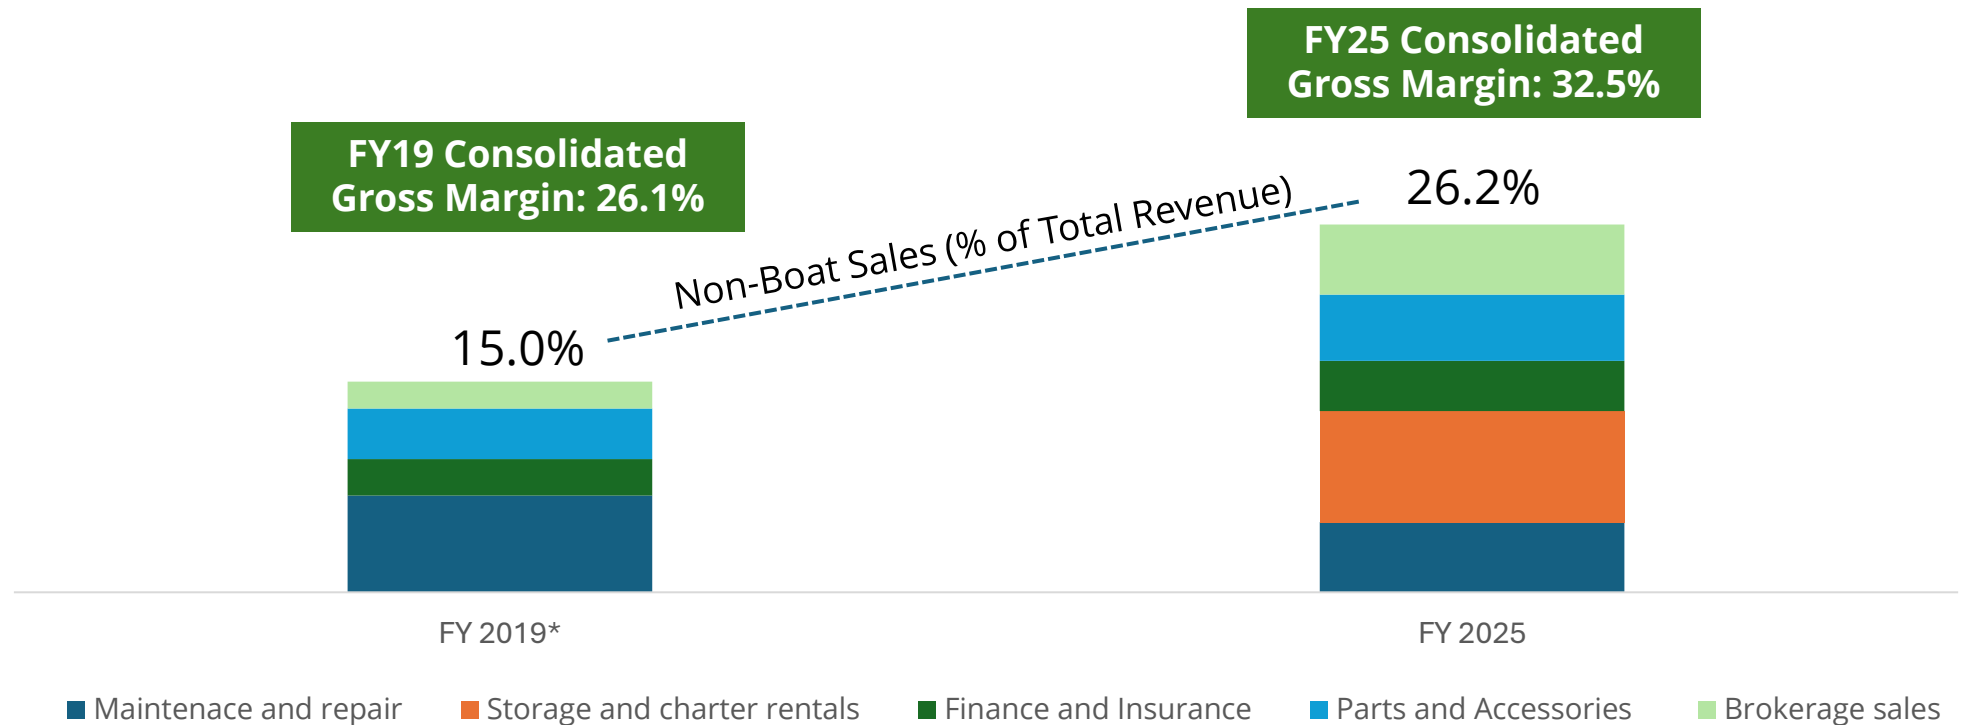 FY25 Consolidated
Gross Margin: 32.5%
FY19 Consolidated
Gross Margin: 26.1%
26.2%
Non-Boat Sales (% of Total Revenue)
15.0%
FY 2019*
FY 2025
Maintenace and repair
Storage and charter rentals
Finance and Insurance
Parts and Accessories
Brokerage sales